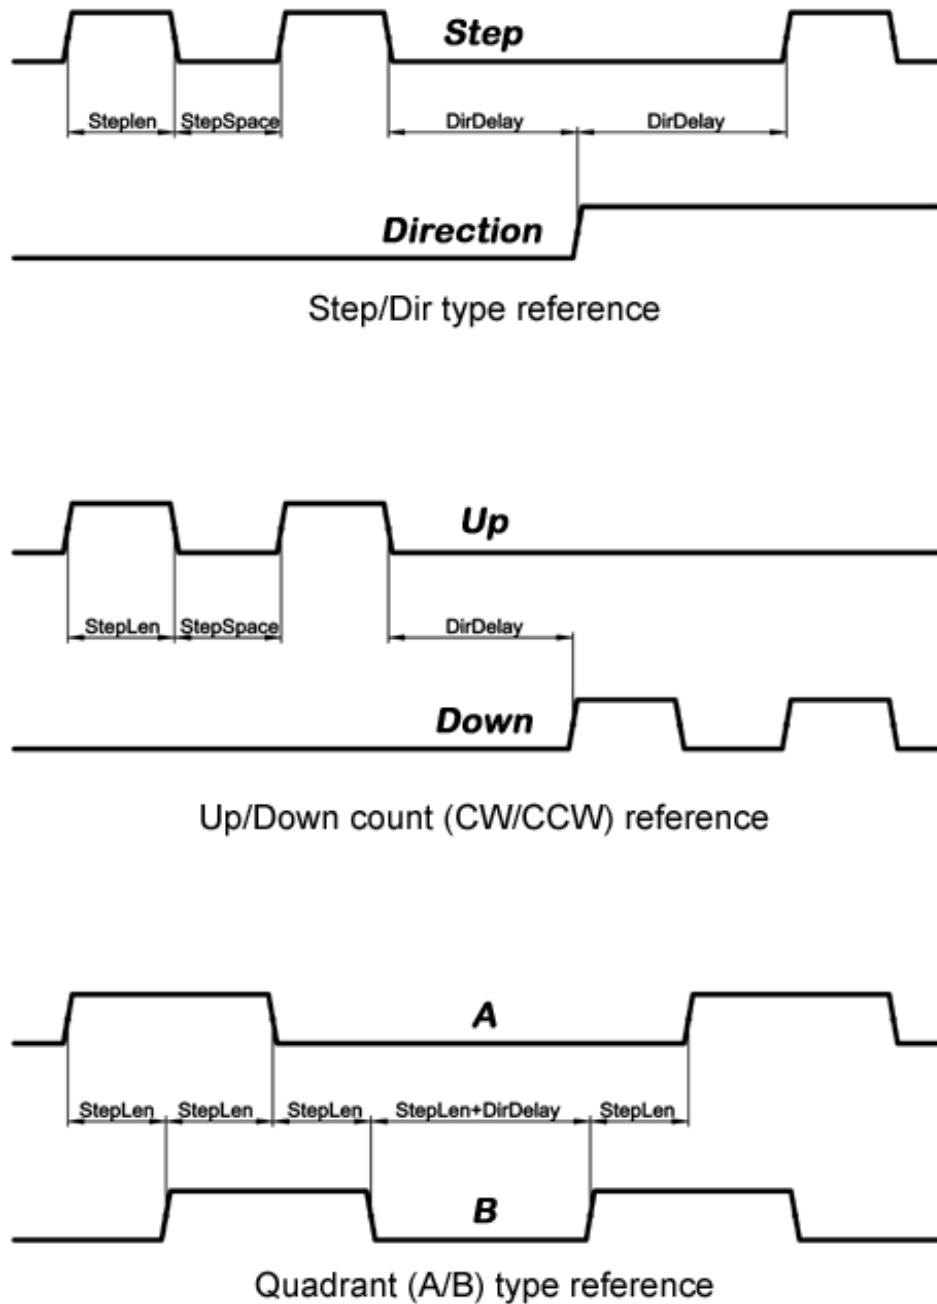 Step
Steplen StepSpace DirDelay DirDelay
Direction
Step/Dir type reference
Up
StepLen StepSpace DirDelay
Down
Up/Down count (CW/CCW) reference
A
StepLen StepLen StepLen StepLen+DirDelay StepLen
B
Quadrant (A/B) type reference